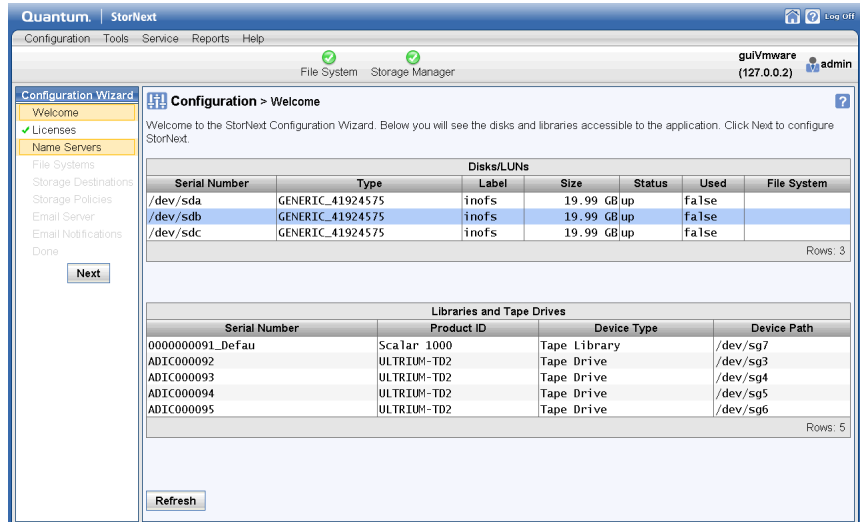 Quantum. StorNext Log Off
Configuration Tools Service Reports Help
File System Storage Manager
guiVmware
(127.0.0.2)
admin
Configuration Wizard
Welcome
Licenses
Name Servers
File Systems
Storage Destinations
Storage Policies
Email Server
Email Notifications
Done
Next
Configuration > Welcome ?
Welcome to the StorNext Configuration Wizard. Below you will see the disks and libraries accessible to the application. Click Next to configure
StorNext.
Disks/LUNs
Serial Number Type Label Size Status Used File System
/dev/sda GENERIC_41924575 inofs 19.99 GB up false
/dev/sdb GENERIC_41924575 inofs 19.99 GB up false
/dev/sdc GENERIC_41924575 inofs 19.99 GB up false
Rows: 3
Libraries and Tape Drives
Serial Number Product ID Device Type Device Path
0000000091_Defau Scalar 1000 Tape Library /dev/sg7
ADIC000092 ULTRIUM-TD2 Tape Drive /dev/sg3
ADIC000093 ULTRIUM-TD2 Tape Drive /dev/sg4
ADIC000094 ULTRIUM-TD2 Tape Drive /dev/sg5
ADIC000095 ULTRIUM-TD2 Tape Drive /dev/sg6
Rows: 5
Refresh